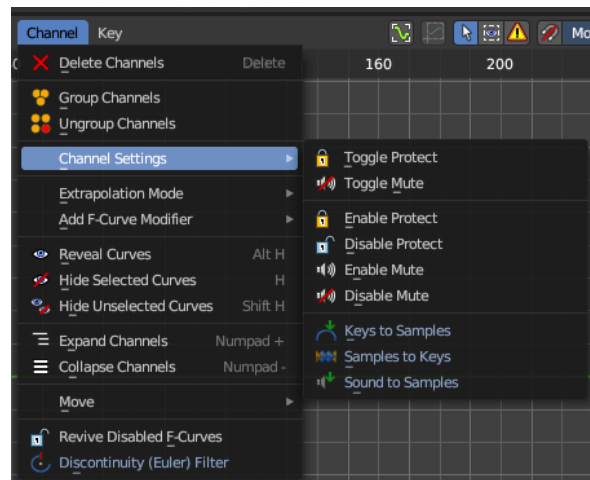 Channel Key Mo
Delete Channels Delete
160 200
Group Channels
Ungroup Channels
Channel Settings
Toggle Protect
Toggle Mute
Extrapolation Mode
Add F-Curve Modifier
Enable Protect
Disable Protect
Reveal Curves Alt H
Enable Mute
Hide Selected Curves H
Disable Mute
Hide Unselected Curves Shift H
Expand Channels Numpad +
Keys to Samples
Collapse Channels Numpad -
Samples to Keys
Sound to Samples
Move
Revive Disabled F-Curves
Discontinuity (Euler) Filter